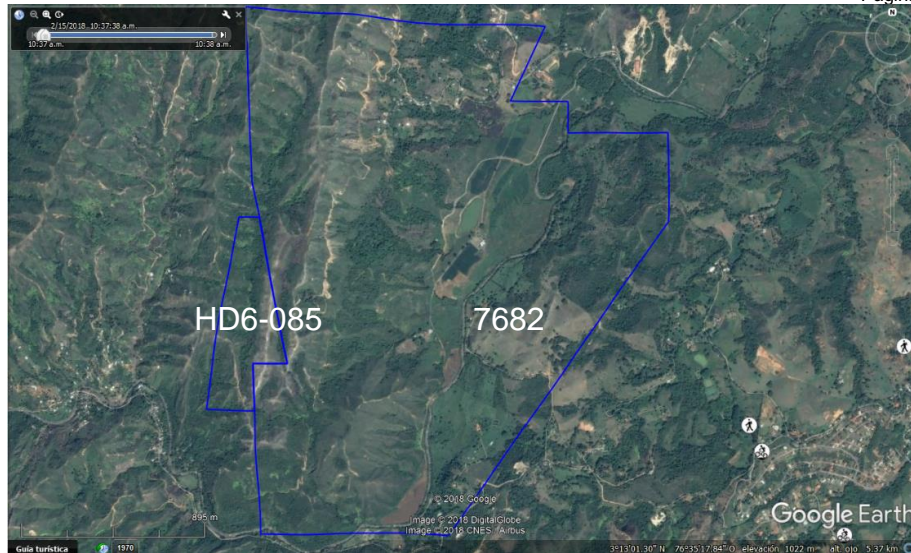 2/15/2018 10:37:38 a.m.
10:37 a.m. 10:38 a.m.
N
HD6-085
7682
895 m
© 2018 Google
Image © 2018 DigitalGlobe
Image © 2018 CNES / Airbus
Google Earth
Guía turística 1970 3°13'01.30" N 76°35'17.84" O elevación 1022 m alt. ojo 5.37 km